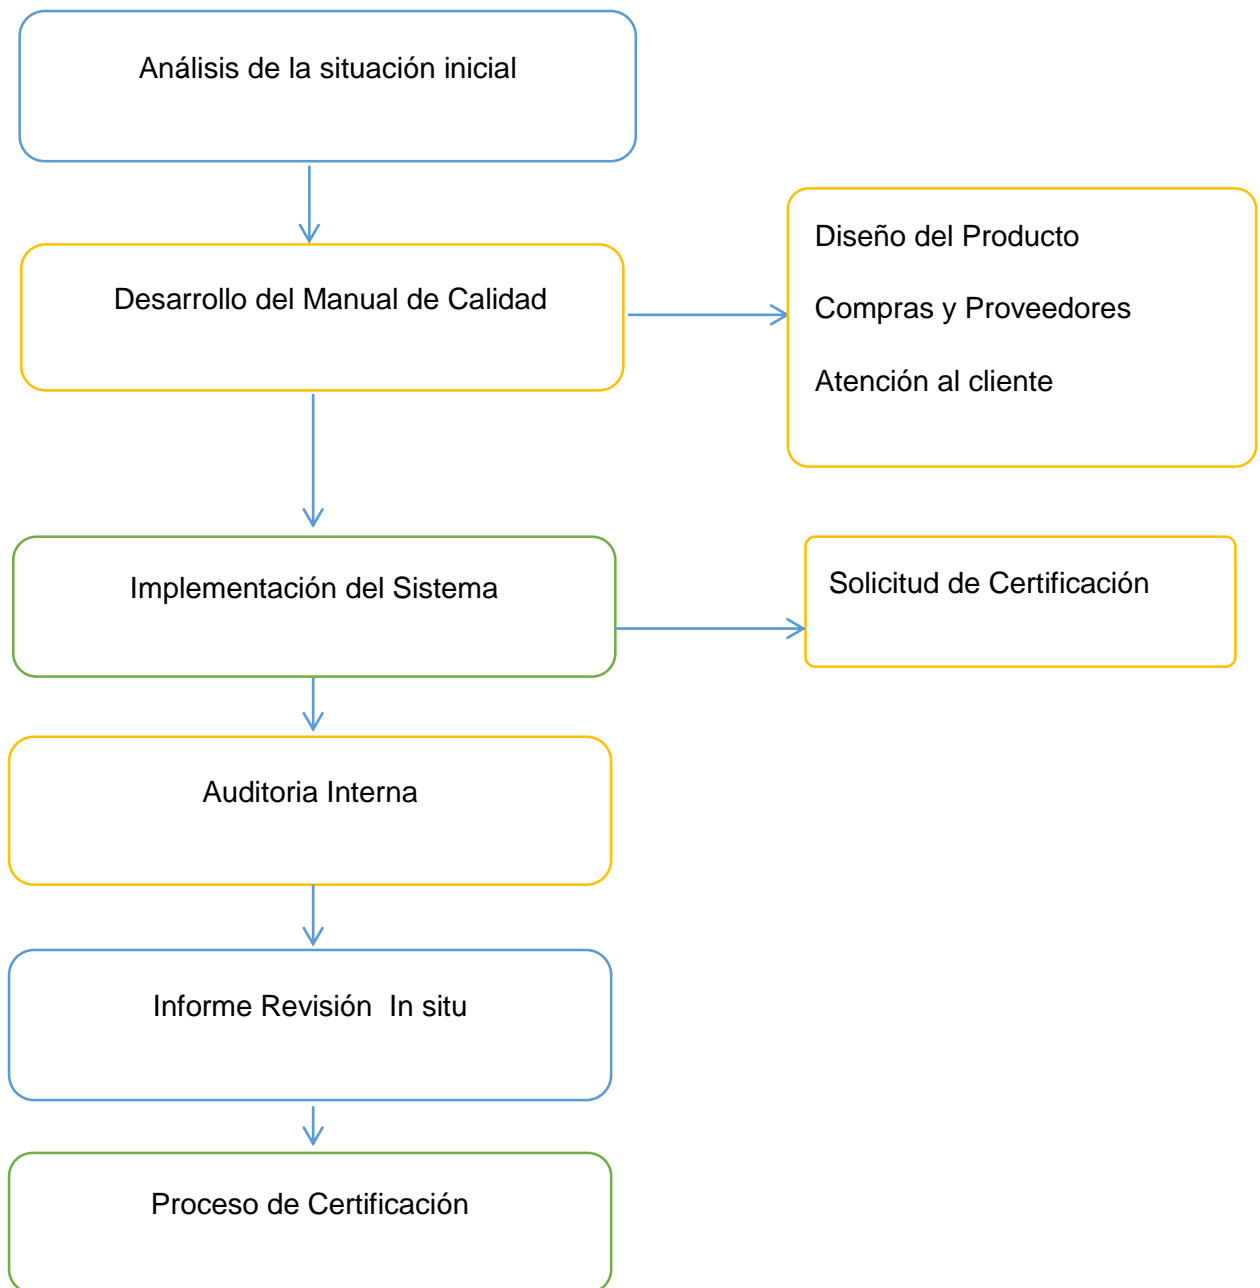 Análisis de la situación inicial
Desarrollo del Manual de Calidad
Diseño del Producto
Compras y Proveedores
Atención al cliente
Implementación del Sistema
Solicitud de Certificación
Auditoria Interna
Informe Revisión  In situ
Proceso de Certificación